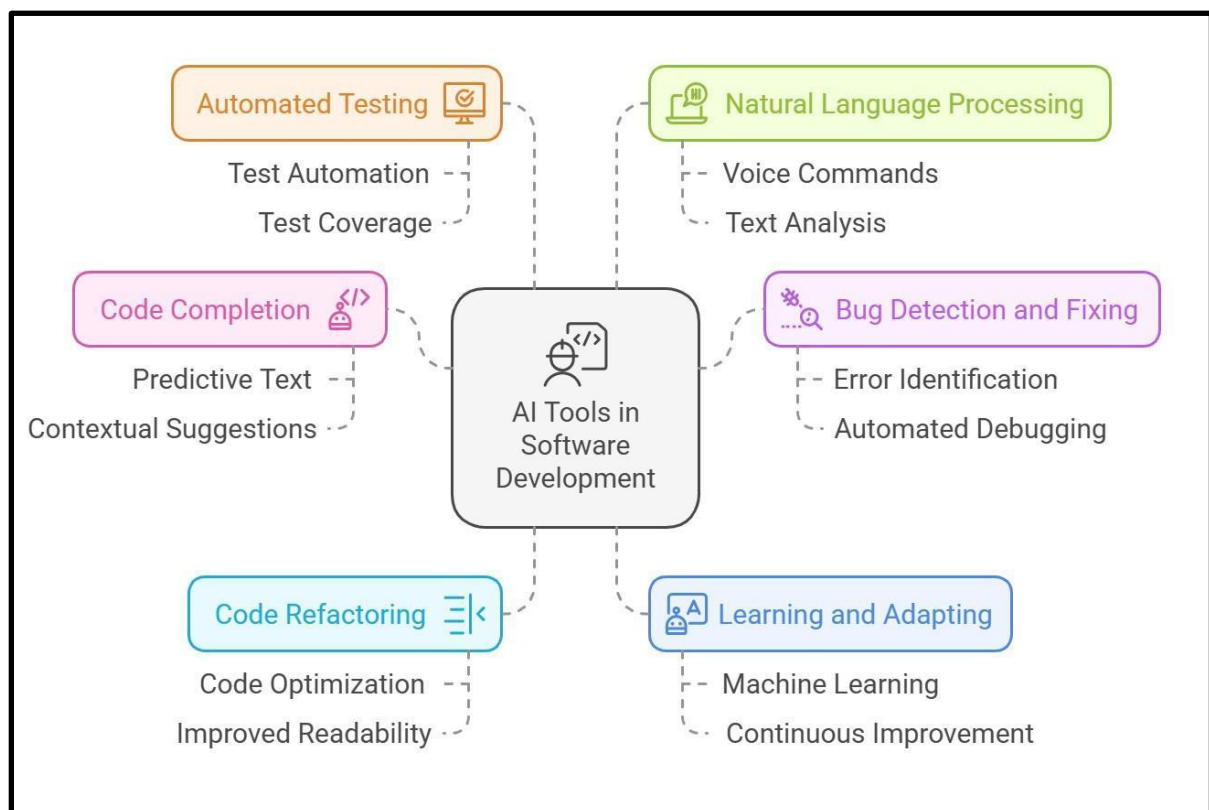 Automated Testing
Test Automation
Test Coverage
Natural Language Processing
HI
Voice Commands
Text Analysis
Code Completion
</>
Predictive Text
Contextual Suggestions
Bug Detection and Fixing
Error Identification
Automated Debugging
</>
AI Tools in
Software
Development
Code Refactoring
Code Optimization
Improved Readability
A
Learning and Adapting
Machine Learning
Continuous Improvement